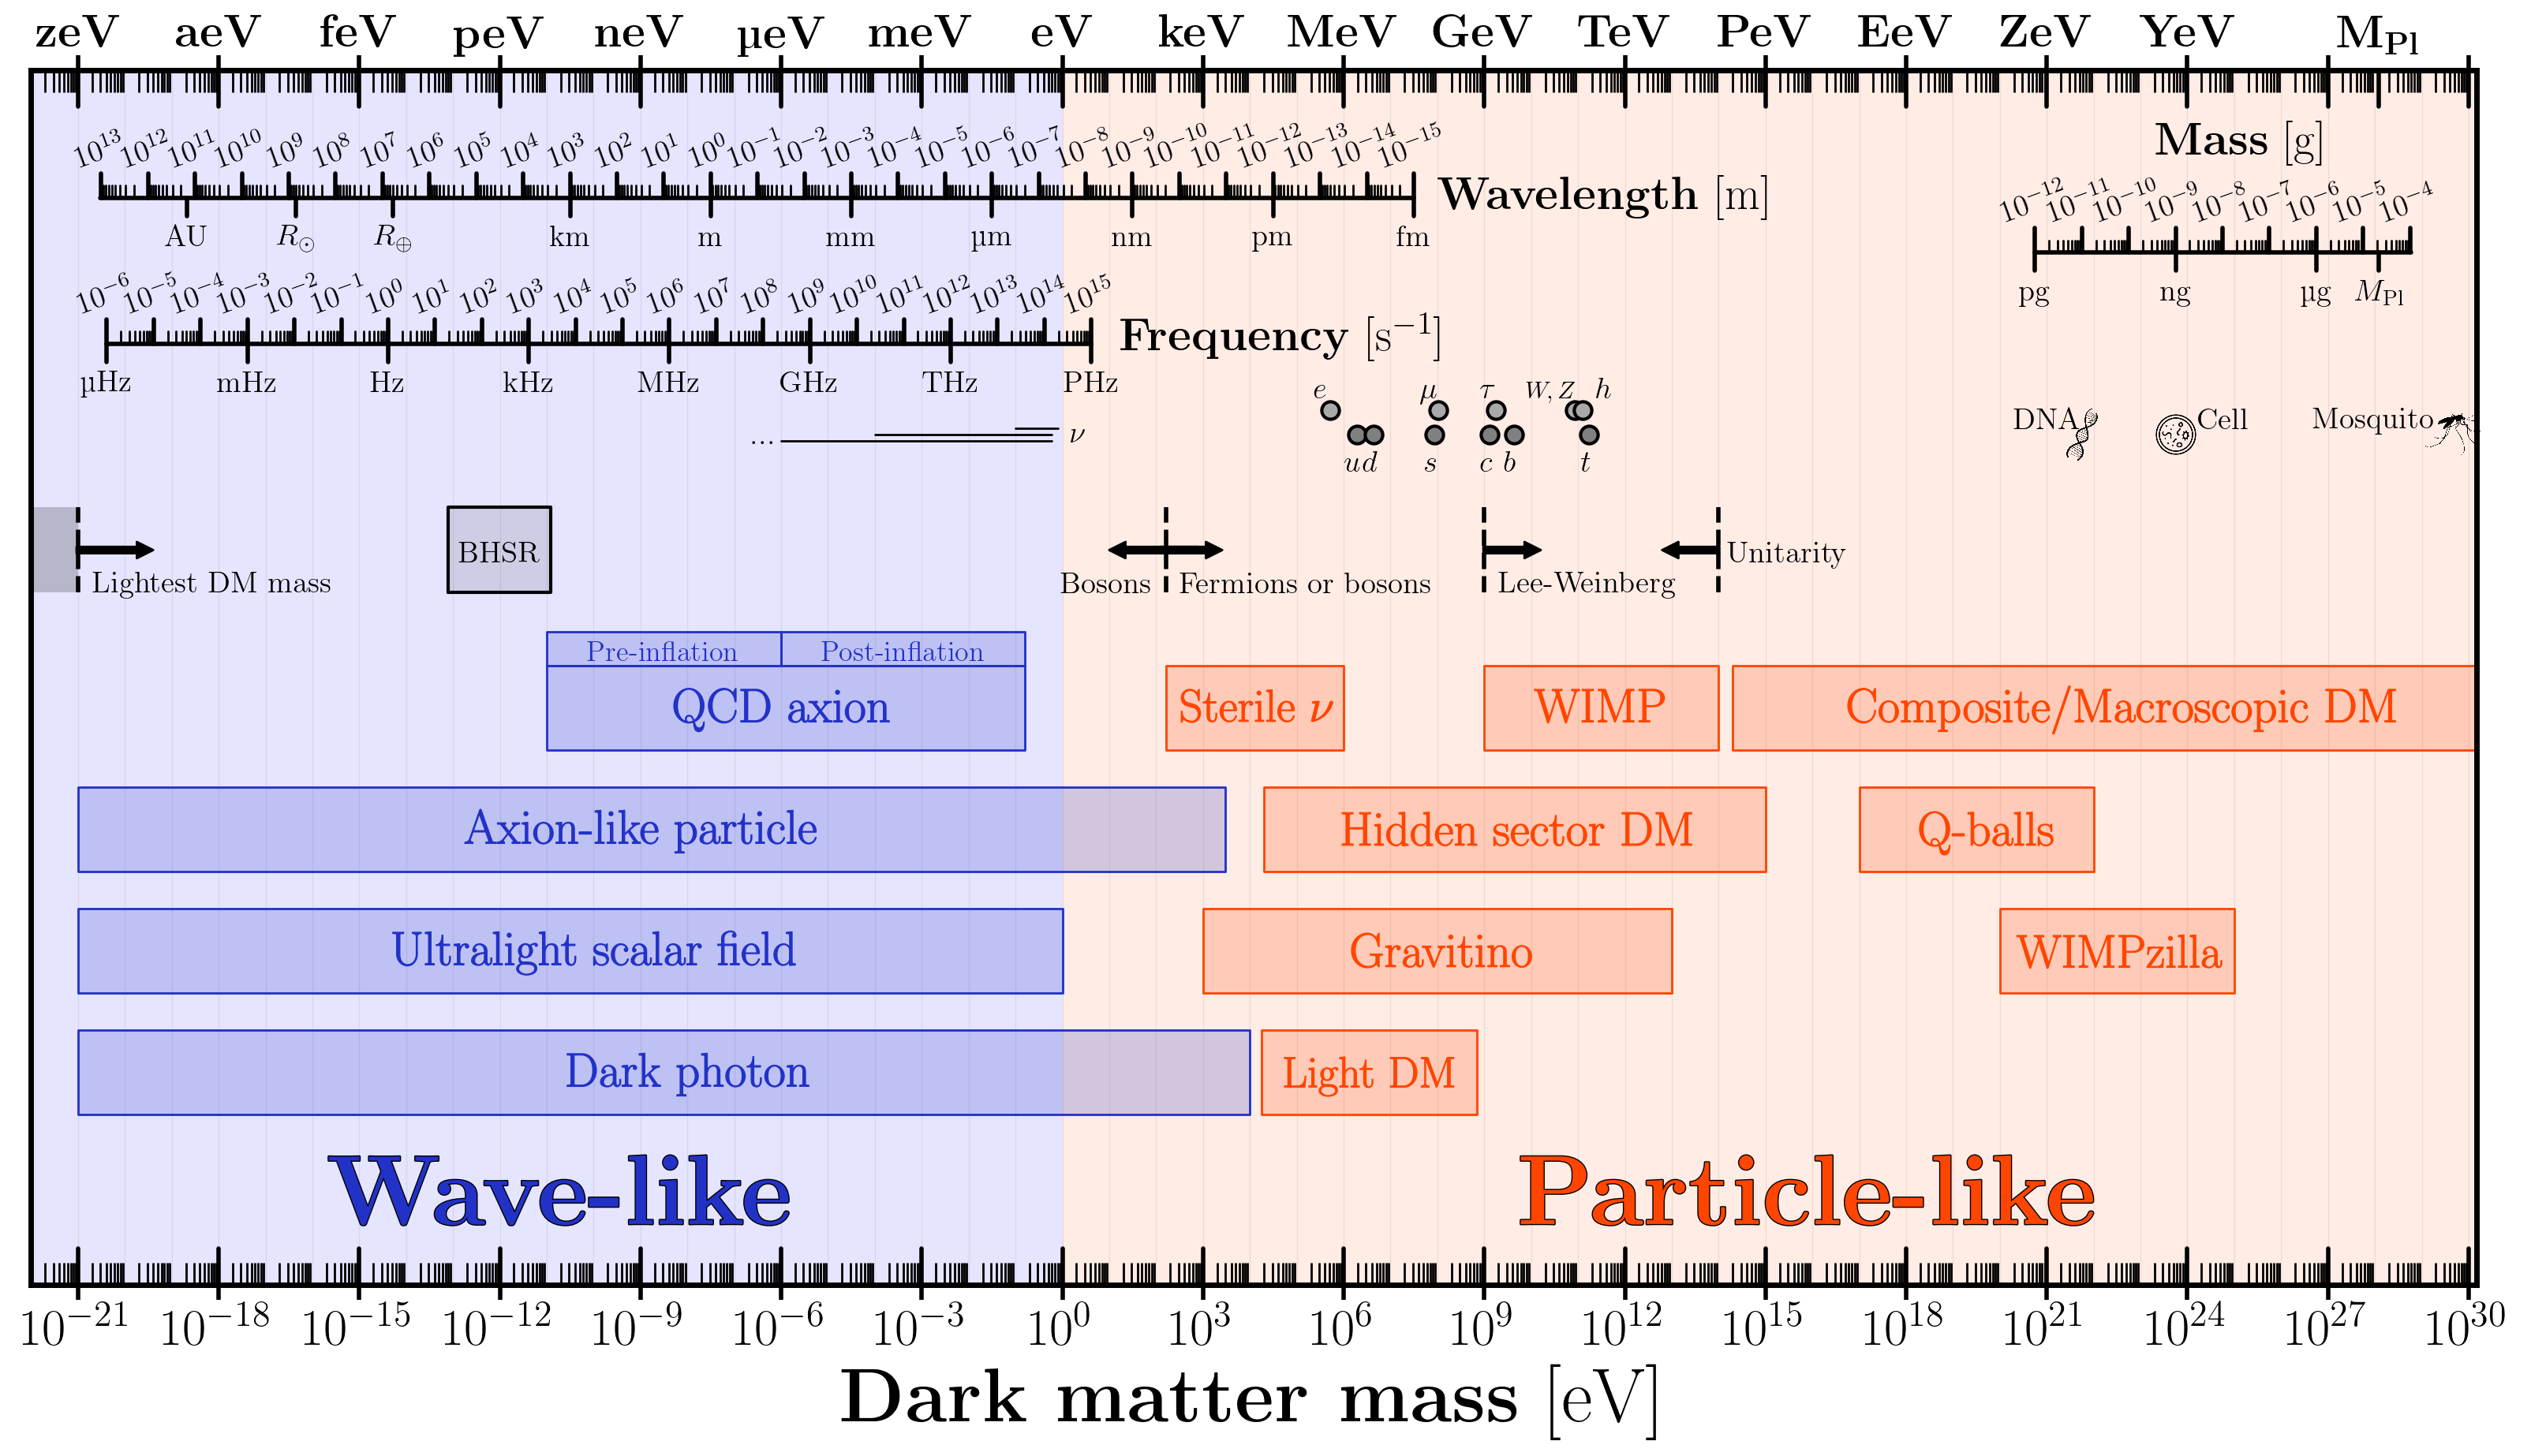 zeV aeV feV peV neV µeV meV eV keV MeV GeV TeV PeV EeV ZeV YeV M_Pl
Mass [g]
10^13 10^12 10^11 10^10 10^9 10^8 10^7 10^6 10^5 10^4 10^3 10^2 10^1 10^0 10^−1 10^−2 10^−3 10^−4 10^−5 10^−6 10^−7 10^−8 10^−9 10^−10 10^−11 10^−12 10^−13 10^−14 10^−15
Wavelength [m]
10^−12 10^−11 10^−10 10^−9 10^−8 10^−7 10^−6 10^−5 10^−4
AU R_⊙ R_⊕ km m mm µm nm pm fm
pg ng µg M_Pl
10^−6 10^−5 10^−4 10^−3 10^−2 10^−1 10^0 10^1 10^2 10^3 10^4 10^5 10^6 10^7 10^8 10^9 10^10 10^11 10^12 10^13 10^14 10^15
Frequency [s^−1]
µHz mHz Hz kHz MHz GHz THz PHz
e µ τ W, Z h
DNA Cell Mosquito
... ν
u d s c b t
BHSR
Unitarity
Lightest DM mass
Bosons Fermions or bosons
Lee-Weinberg
Pre-inflation Post-inflation
QCD axion Sterile ν WIMP Composite/Macroscopic DM
Axion-like particle Hidden sector DM Q-balls
Ultralight scalar field Gravitino WIMPzilla
Dark photon Light DM
Wave-like Particle-like
10^−21 10^−18 10^−15 10^−12 10^−9 10^−6 10^−3 10^0 10^3 10^6 10^9 10^12 10^15 10^18 10^21 10^24 10^27 10^30
Dark matter mass [eV]